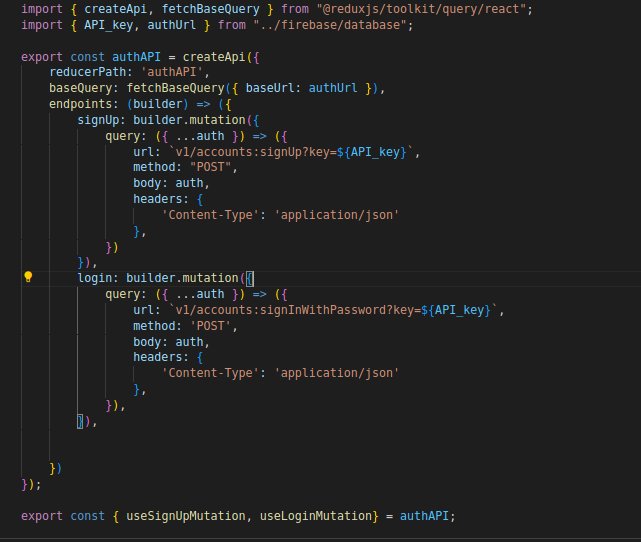 import { createApi, fetchBaseQuery } from "@reduxjs/toolkit/query/react";
import { API_key, authUrl } from "../firebase/database";
export const authAPI = createApi({
    reducerPath: 'authAPI',
    baseQuery: fetchBaseQuery({ baseUrl: authUrl }),
    endpoints: (builder) => ({
        signUp: builder.mutation({
            query: ({ ...auth }) => ({
                url: `v1/accounts:signUp?key=${API_key}`,
                method: "POST",
                body: auth,
                headers: {
                    'Content-Type': 'application/json'
                },
            })
        }),
        login: builder.mutation({
            query: ({ ...auth }) => ({
                url: `v1/accounts:signInWithPassword?key=${API_key}`,
                method: 'POST',
                body: auth,
                headers: {
                    'Content-Type': 'application/json'
                },
            }),
        }),
    })
});
export const { useSignUpMutation, useLoginMutation} = authAPI;